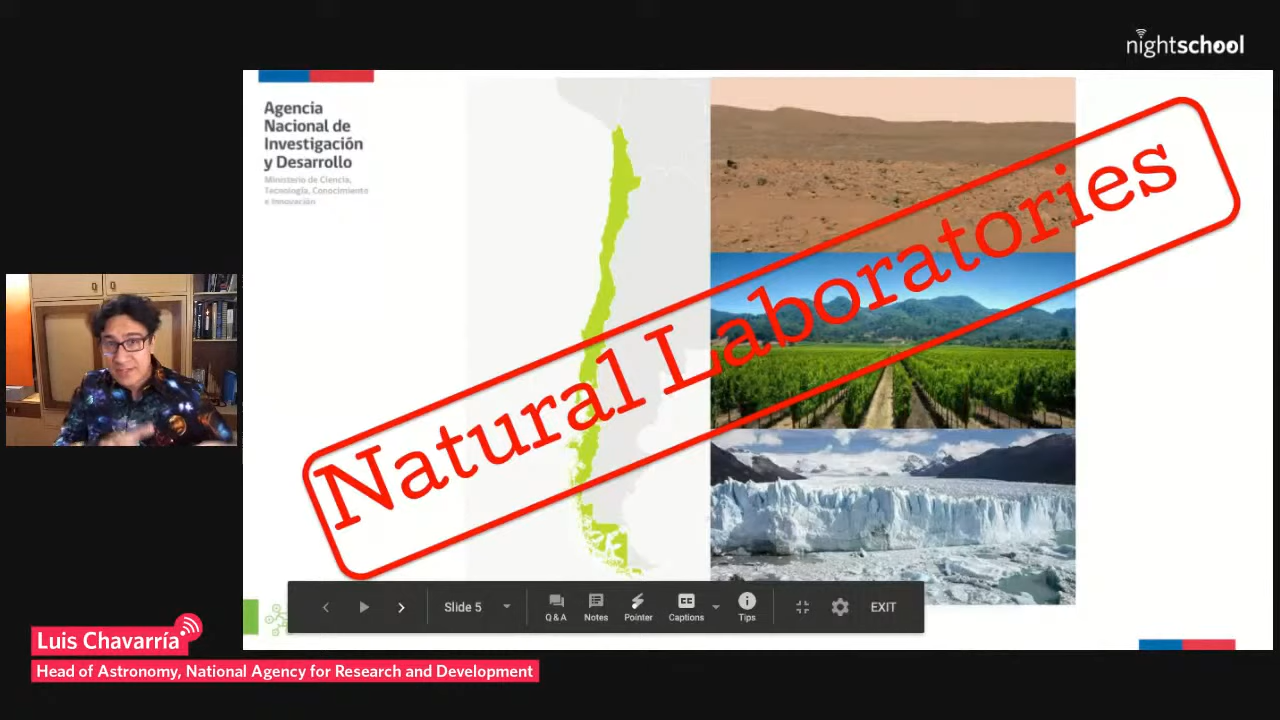 nightschool
Agencia
Nacional de
Investigación
y Desarrollo
Ministerio de Ciencia,
Tecnología, Conocimiento
e Innovación
Natural Laboratories
Slide 5
Q & A
Notes
Pointer
Captions
Tips
EXIT
Luis Chavarría
Head of Astronomy, National Agency for Research and Development